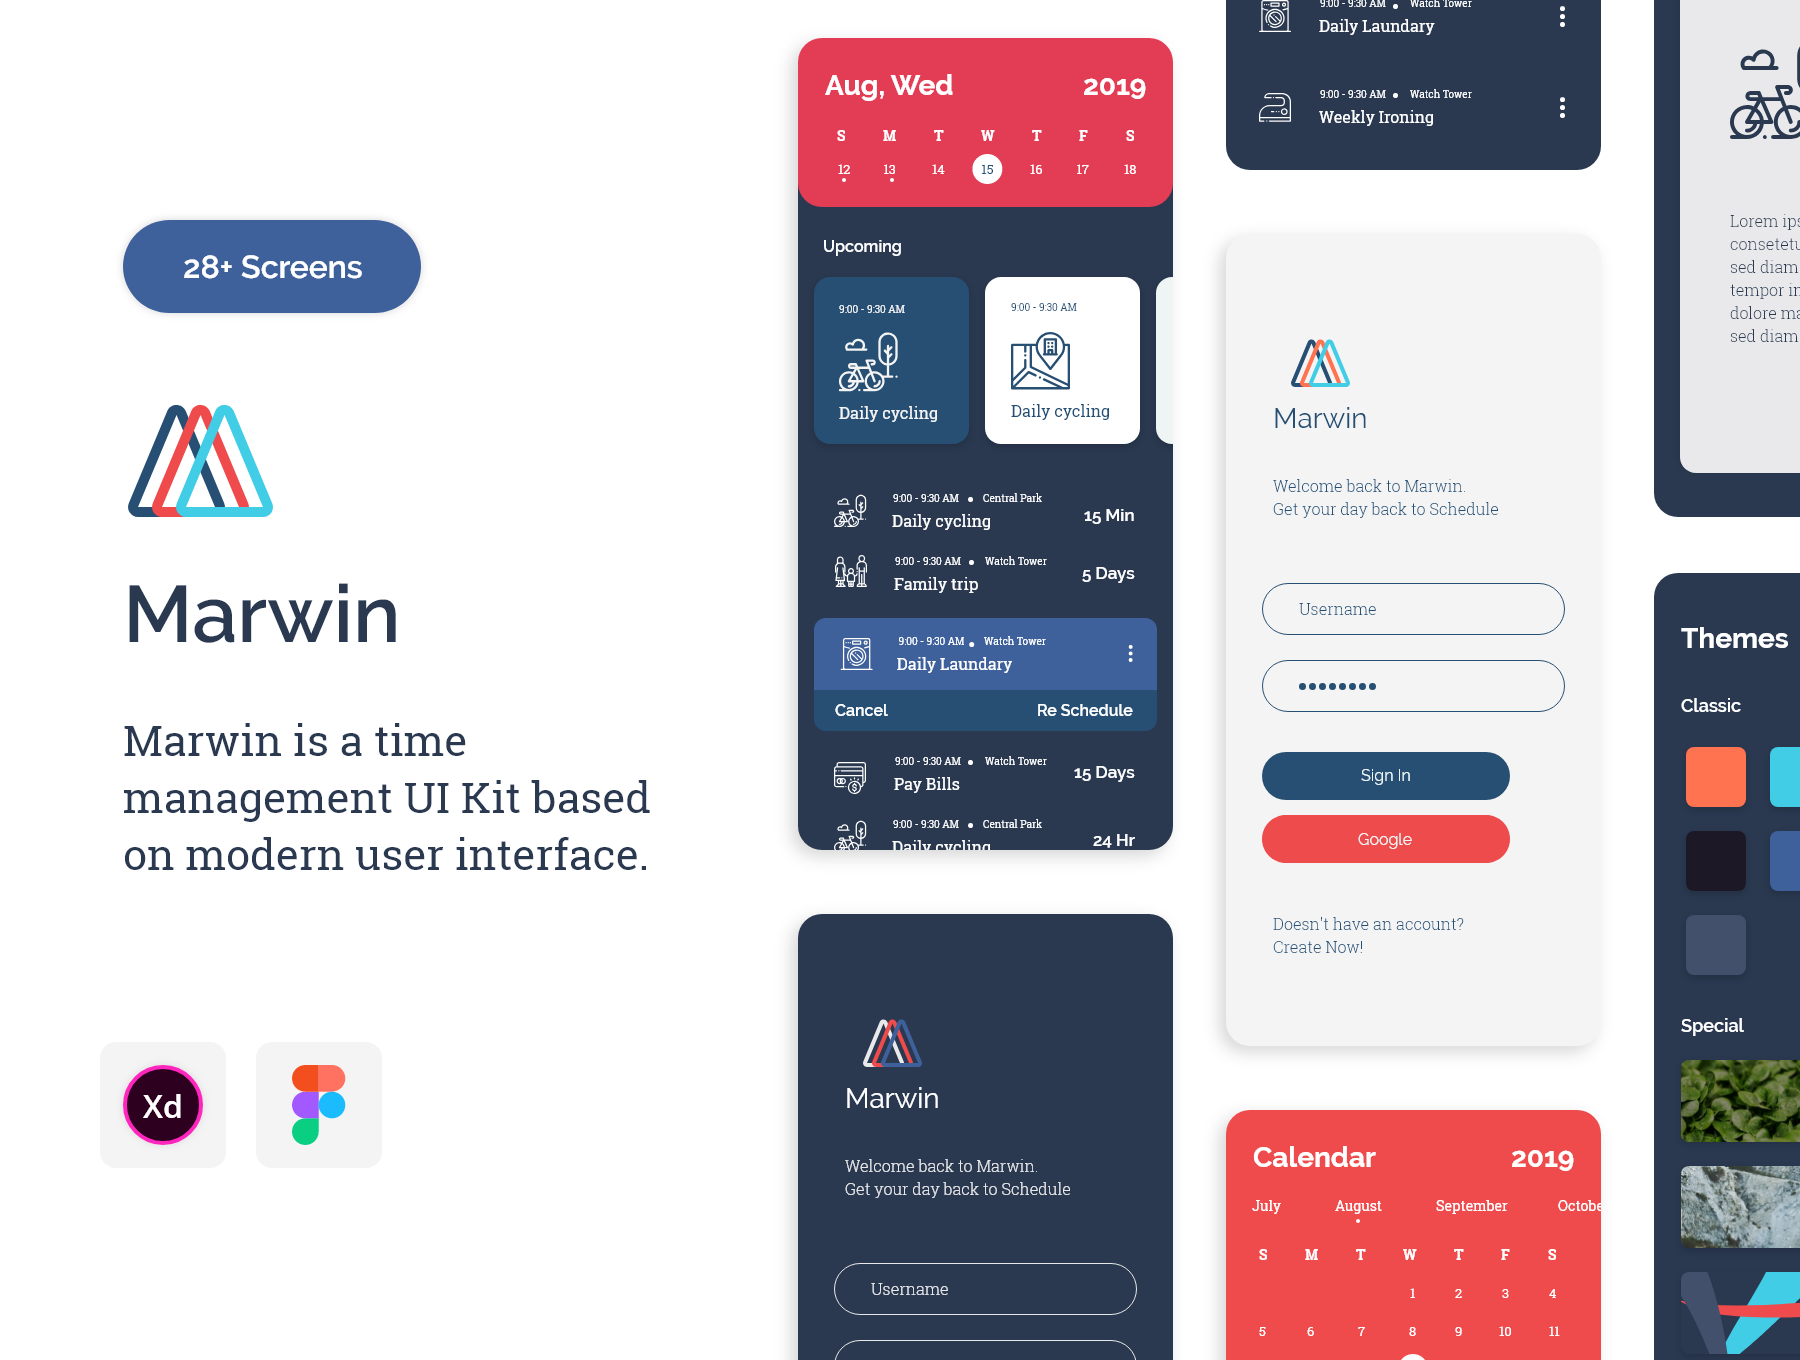 28+ Screens
Marwin
Marwin is a time
management UI Kit based
on modern user interface.
Xd
Aug, Wed 2019
S M T W T F S
12 13 14 15 16 17 18
Upcoming
9:00 - 9:30 AM
Daily cycling
9:00 - 9:30 AM
Daily cycling
9:00 - 9:30 AM • Central Park
Daily cycling
15 Min
9:00 - 9:30 AM • Watch Tower
Family trip
5 Days
9:00 - 9:30 AM • Watch Tower
Daily Laundary
Cancel Re Schedule
9:00 - 9:30 AM • Watch Tower
Pay Bills
15 Days
9:00 - 9:30 AM • Central Park
Daily cycling
24 Hr
Marwin
Welcome back to Marwin.
Get your day back to Schedule
Username
9:00 - 9:30 AM • Watch Tower
Daily Laundary
9:00 - 9:30 AM • Watch Tower
Weekly Ironing
Marwin
Welcome back to Marwin.
Get your day back to Schedule
Username
Sign In
Google
Doesn't have an account?
Create Now!
Calendar 2019
July August September Octobe
S M T W T F S
1 2 3 4
5 6 7 8 9 10 11
Lorem ips
consetetu
sed diam
tempor in
dolore ma
sed diam
Themes
Classic
Special